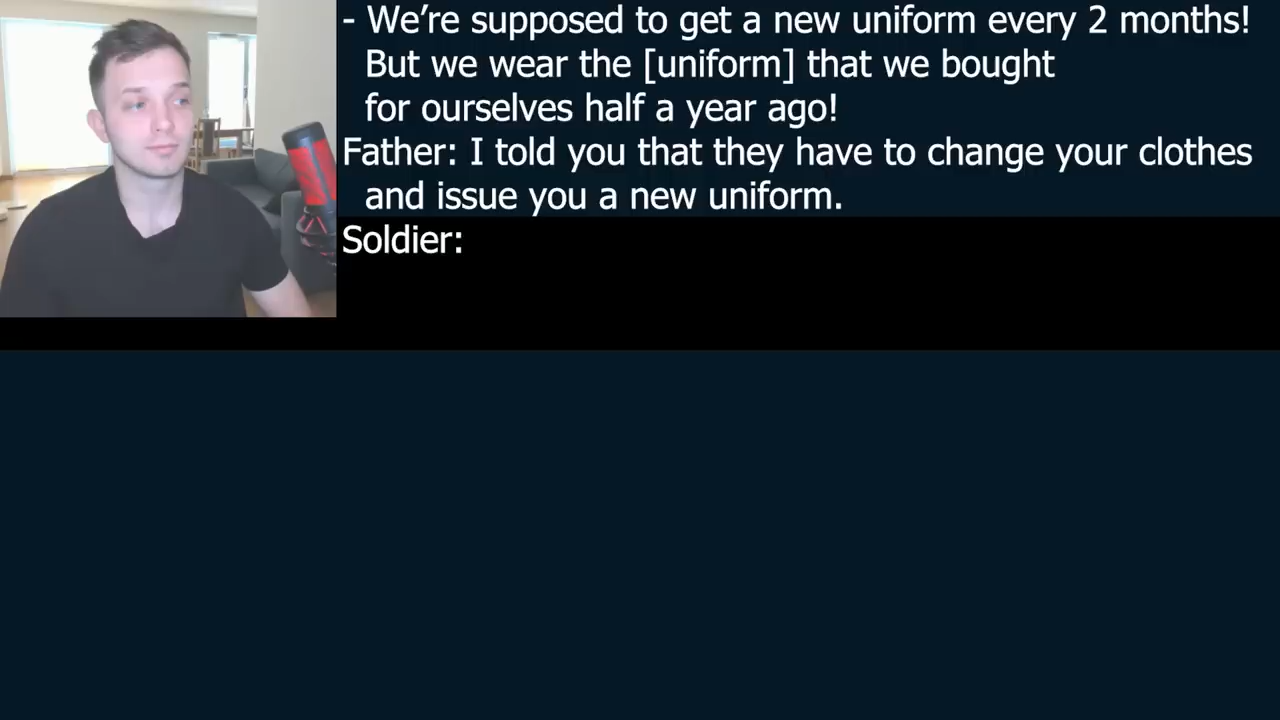 - We’re supposed to get a new uniform every 2 months!
But we wear the [uniform] that we bought
for ourselves half a year ago!
Father: I told you that they have to change your clothes
and issue you a new uniform.
Soldier: